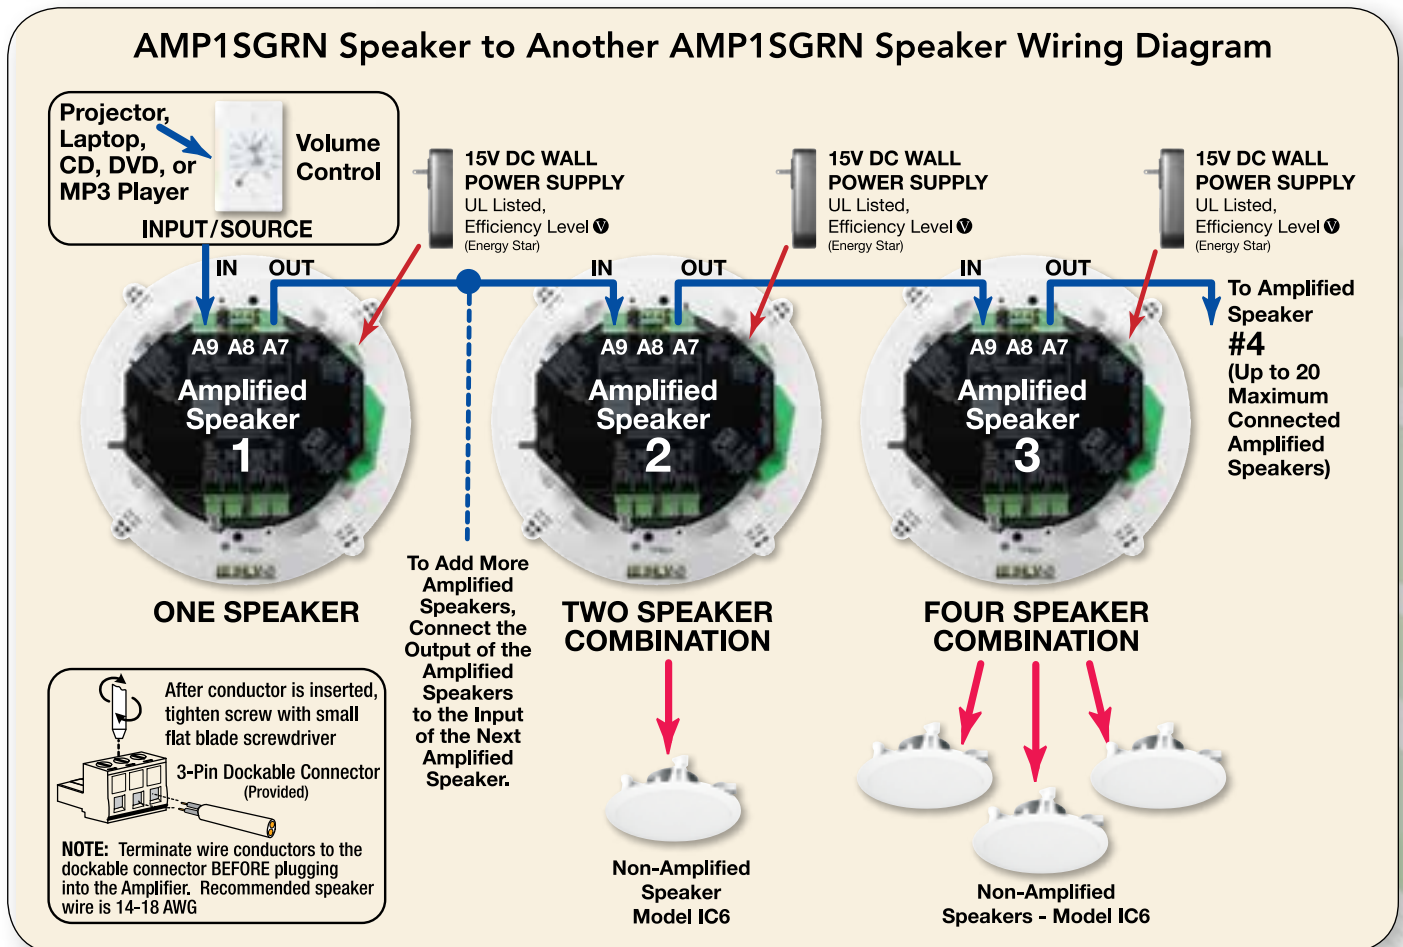 AMP1SGRN Speaker to Another AMP1SGRN Speaker Wiring Diagram
Projector,
Laptop,
CD, DVD, or
MP3 Player
Volume
Control
INPUT/SOURCE
15V DC WALL
POWER SUPPLY
UL Listed,
Efficiency Level V
(Energy Star)
15V DC WALL
POWER SUPPLY
UL Listed,
Efficiency Level V
(Energy Star)
15V DC WALL
POWER SUPPLY
UL Listed,
Efficiency Level V
(Energy Star)
IN OUT
A9 A8 A7
Amplified
Speaker
1
ONE SPEAKER
IN OUT
A9 A8 A7
Amplified
Speaker
2
TWO SPEAKER
COMBINATION
IN OUT
A9 A8 A7
Amplified
Speaker
3
FOUR SPEAKER
COMBINATION
To Amplified
Speaker
#4
(Up to 20
Maximum
Connected
Amplified
Speakers)
To Add More
Amplified
Speakers,
Connect the
Output of the
Amplified
Speakers
to the Input
of the Next
Amplified
Speaker.
After conductor is inserted,
tighten screw with small
flat blade screwdriver
3-Pin Dockable Connector
(Provided)
NOTE: Terminate wire conductors to the
dockable connector BEFORE plugging
into the Amplifier. Recommended speaker
wire is 14-18 AWG
Non-Amplified
Speaker
Model IC6
Non-Amplified
Speakers - Model IC6